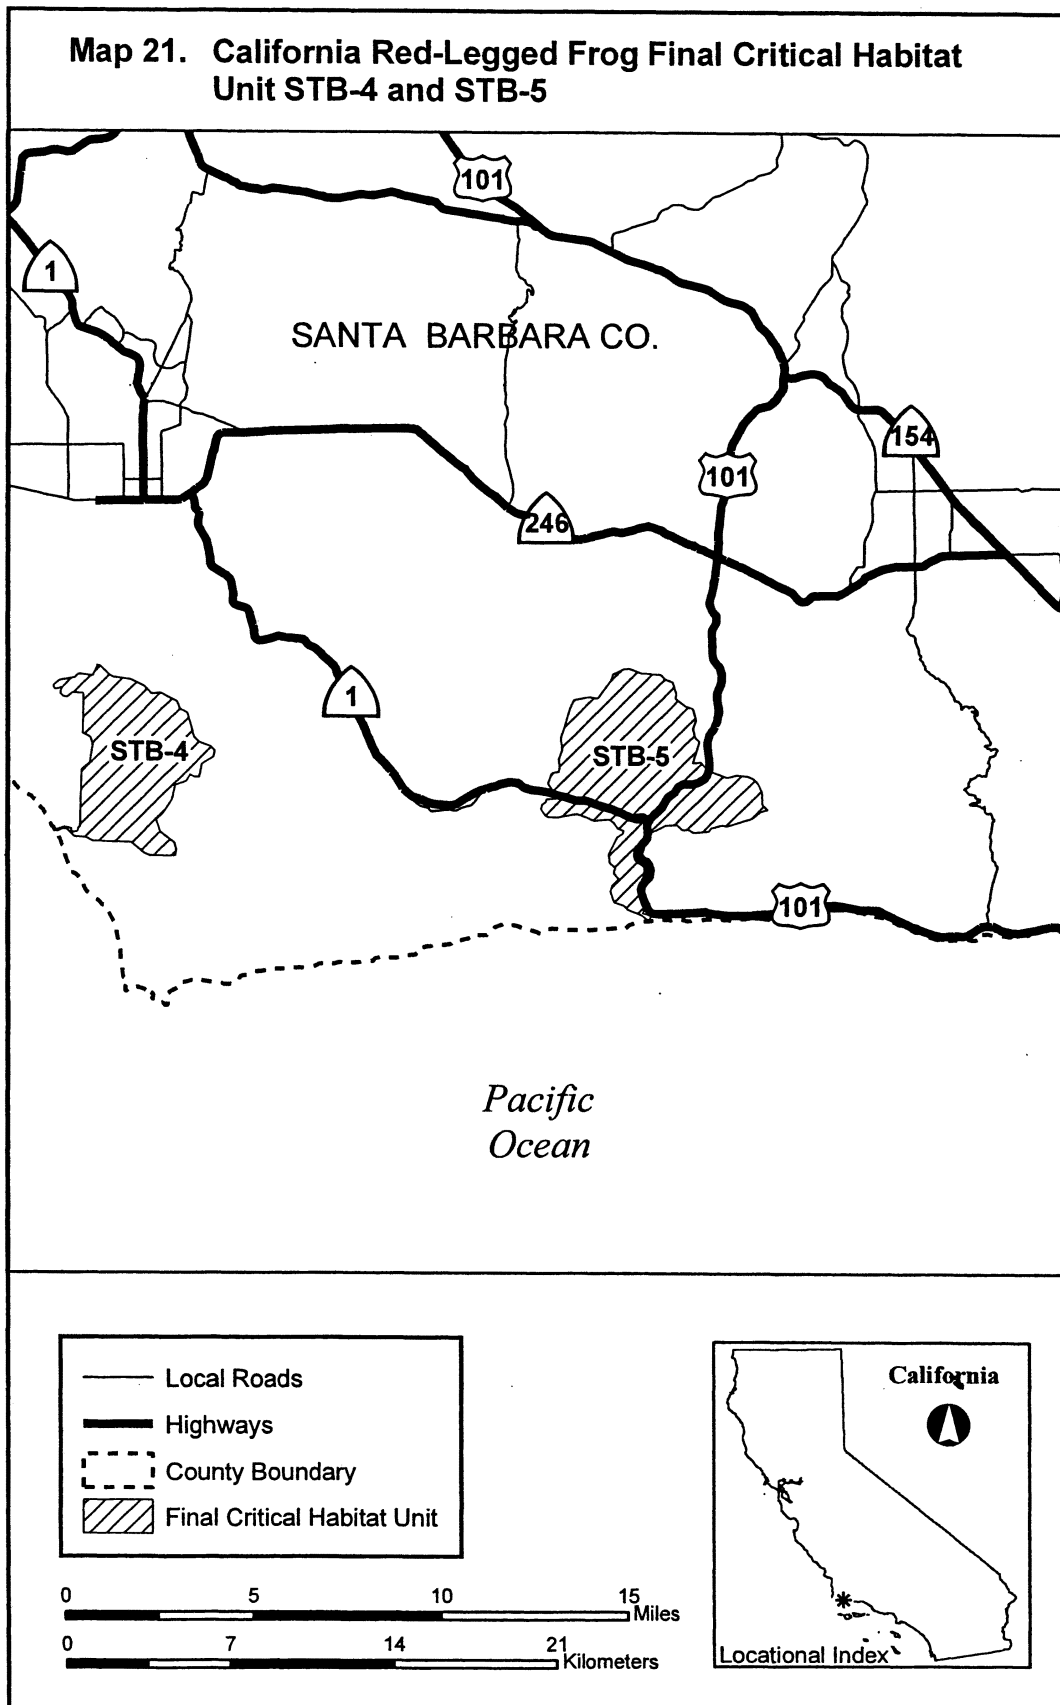 Map 21. California Red-Legged Frog Final Critical Habitat
Unit STB-4 and STB-5
101
1
SANTA BARBARA CO.
154
101
246
1
STB-4
STB-5
101
Pacific
Ocean
Local Roads
Highways
County Boundary
Final Critical Habitat Unit
0 5 10 15
Miles
0 7 14 21
Kilometers
California
Locational Index